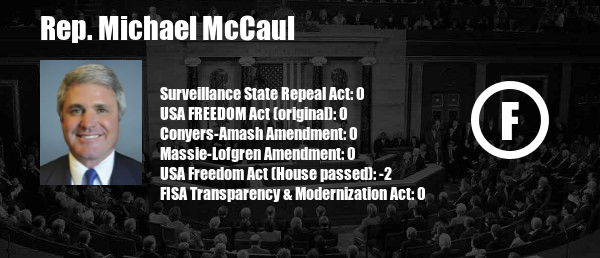 Rep. Michael McCaul
Surveillance State Repeal Act: 0
USA FREEDOM Act (original): 0
Conyers-Amash Amendment: 0
Massie-Lofgren Amendment: 0
USA Freedom Act (House passed): -2
FISA Transparency & Modernization Act: 0
F